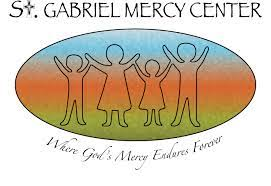 St. GABRIEL MERCY CENTER
Where God's Mercy Endures Forever